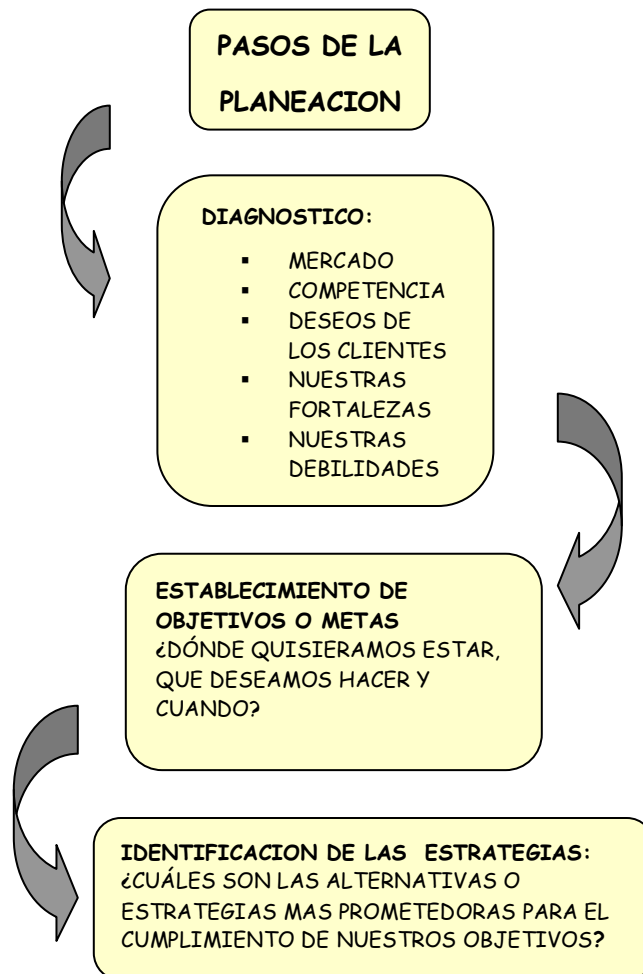 PASOS DE LA
PLANEACION
DIAGNOSTICO:
▪ MERCADO
▪ COMPETENCIA
▪ DESEOS DE
LOS CLIENTES
▪ NUESTRAS
FORTALEZAS
▪ NUESTRAS
DEBILIDADES
ESTABLECIMIENTO DE
OBJETIVOS O METAS
¿DÓNDE QUISIERAMOS ESTAR,
QUE DESEAMOS HACER Y
CUANDO?
IDENTIFICACION DE LAS ESTRATEGIAS:
¿CUÁLES SON LAS ALTERNATIVAS O
ESTRATEGIAS MAS PROMETEDORAS PARA EL
CUMPLIMIENTO DE NUESTROS OBJETIVOS?